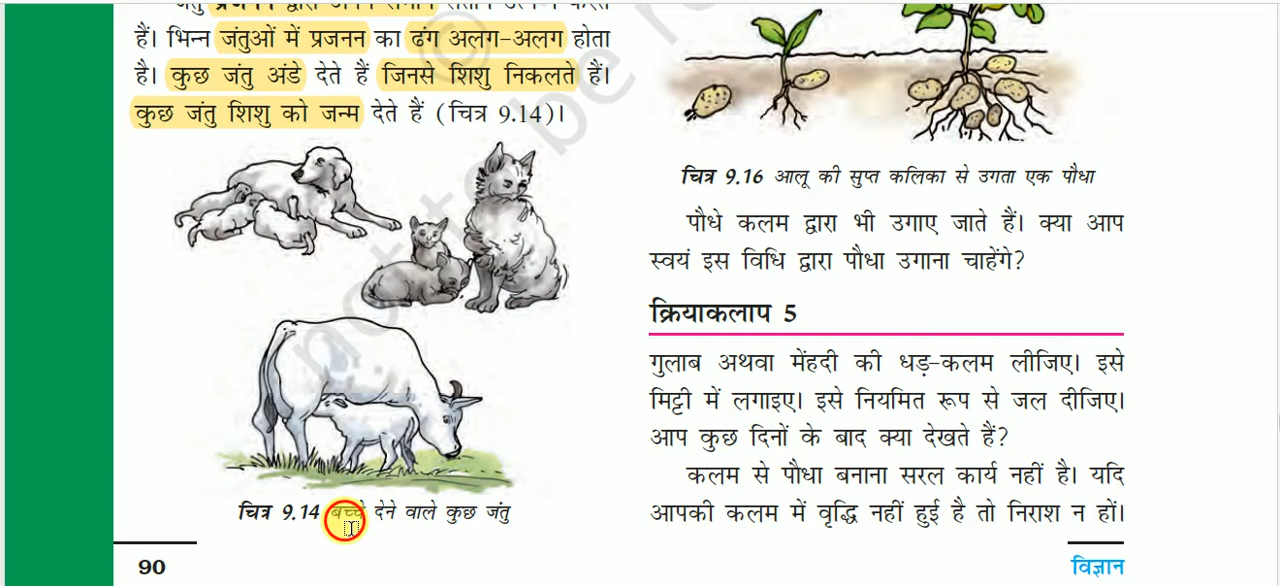 हैं। भिन्न जंतुओं में प्रजनन का ढंग अलग-अलग होता
है। कुछ जंतु अंडे देते हैं जिनसे शिशु निकलते हैं।
कुछ जंतु शिशु को जन्म देते हैं (चित्र 9.14)।
चित्र 9.14 बच्चे देने वाले कुछ जंतु
90
चित्र 9.16 आलू की सुप्त कलिका से उगता एक पौधा
पौधे कलम द्वारा भी उगाए जाते हैं। क्या आप
स्वयं इस विधि द्वारा पौधा उगाना चाहेंगे?
क्रियाकलाप 5
गुलाब अथवा मेंहदी की धड़-कलम लीजिए। इसे
मिट्टी में लगाइए। इसे नियमित रूप से जल दीजिए।
आप कुछ दिनों के बाद क्या देखते हैं?
कलम से पौधा बनाना सरल कार्य नहीं है। यदि
आपकी कलम में वृद्धि नहीं हुई है तो निराश न हों।
विज्ञान